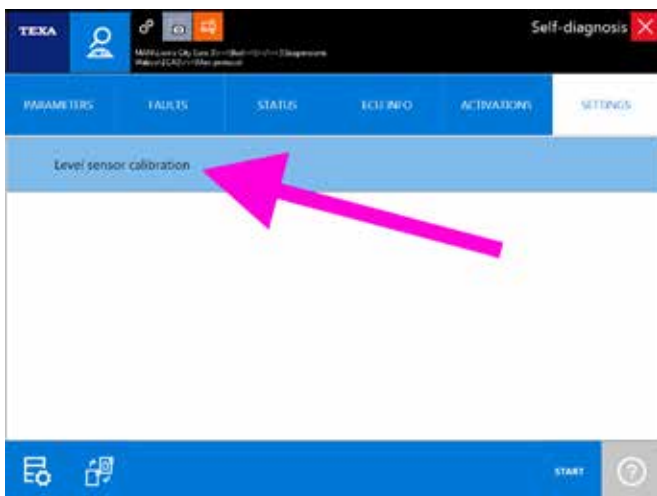 TEXA
Self-diagnosis
PARAMETERS FAULTS STATUS ECU INFO ACTIVATIONS SETTINGS
Level sensor calibration
START